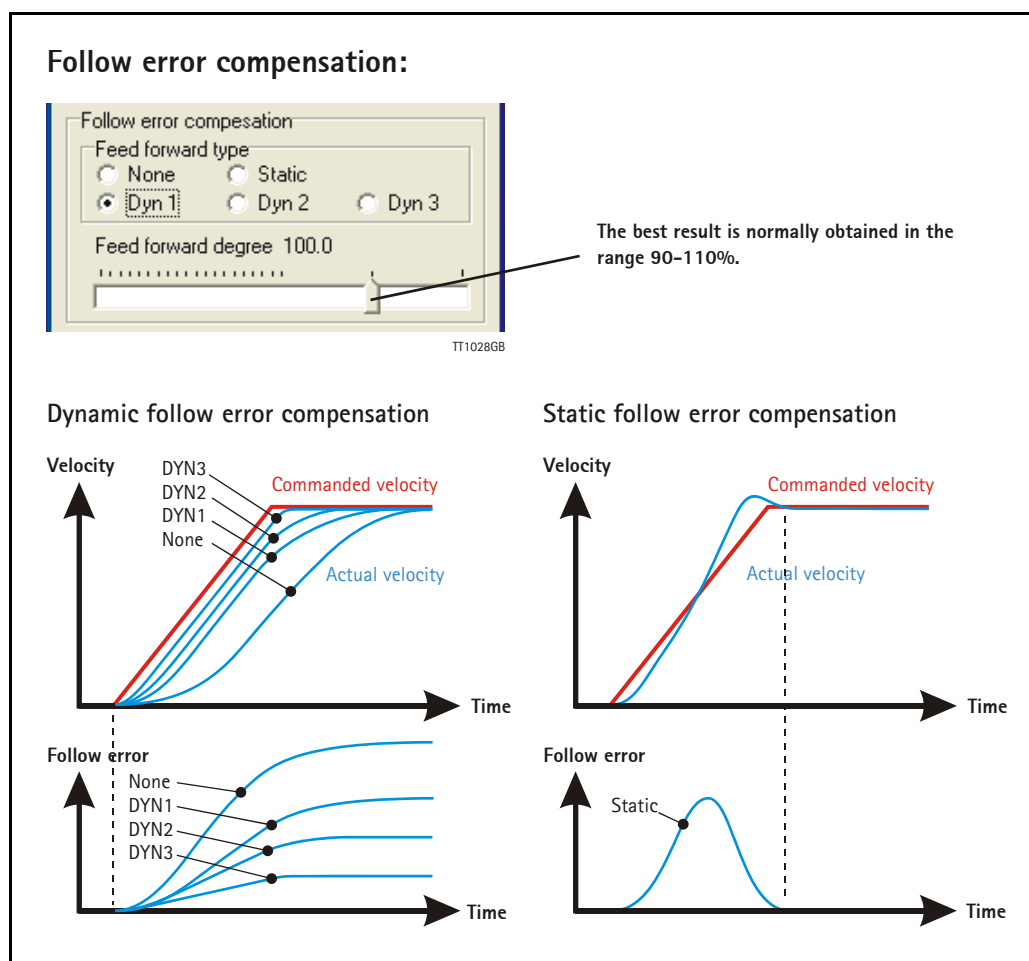 Follow error compensation:
Follow error compesation
Feed forward type
None
Static
Dyn 1
Dyn 2
Dyn 3
Feed forward degree 100.0
The best result is normally obtained in the
range 90-110%.
TT1028GB
Dynamic follow error compensation
Velocity
DYN3
DYN2
DYN1
None
Commanded velocity
Actual velocity
Time
Follow error
None
DYN1
DYN2
DYN3
Time
Static follow error compensation
Velocity
Commanded velocity
Actual velocity
Time
Follow error
Static
Time